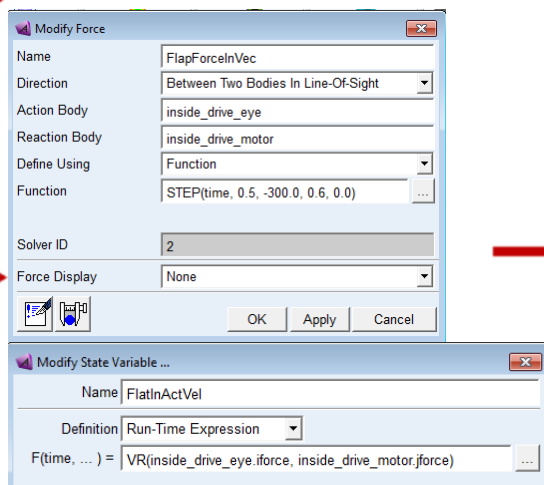 Modify Force
Name FlapForceInVec
Direction Between Two Bodies In Line-Of-Sight
Action Body inside_drive_eye
Reaction Body inside_drive_motor
Define Using Function
Function STEP(time, 0.5, -300.0, 0.6, 0.0) ...
Solver ID 2
Force Display None
OK Apply Cancel
Modify State Variable ...
Name FlatInActVel
Definition Run-Time Expression
F(time, ... ) = VR(inside_drive_eye.iforce, inside_drive_motor.jforce) ...